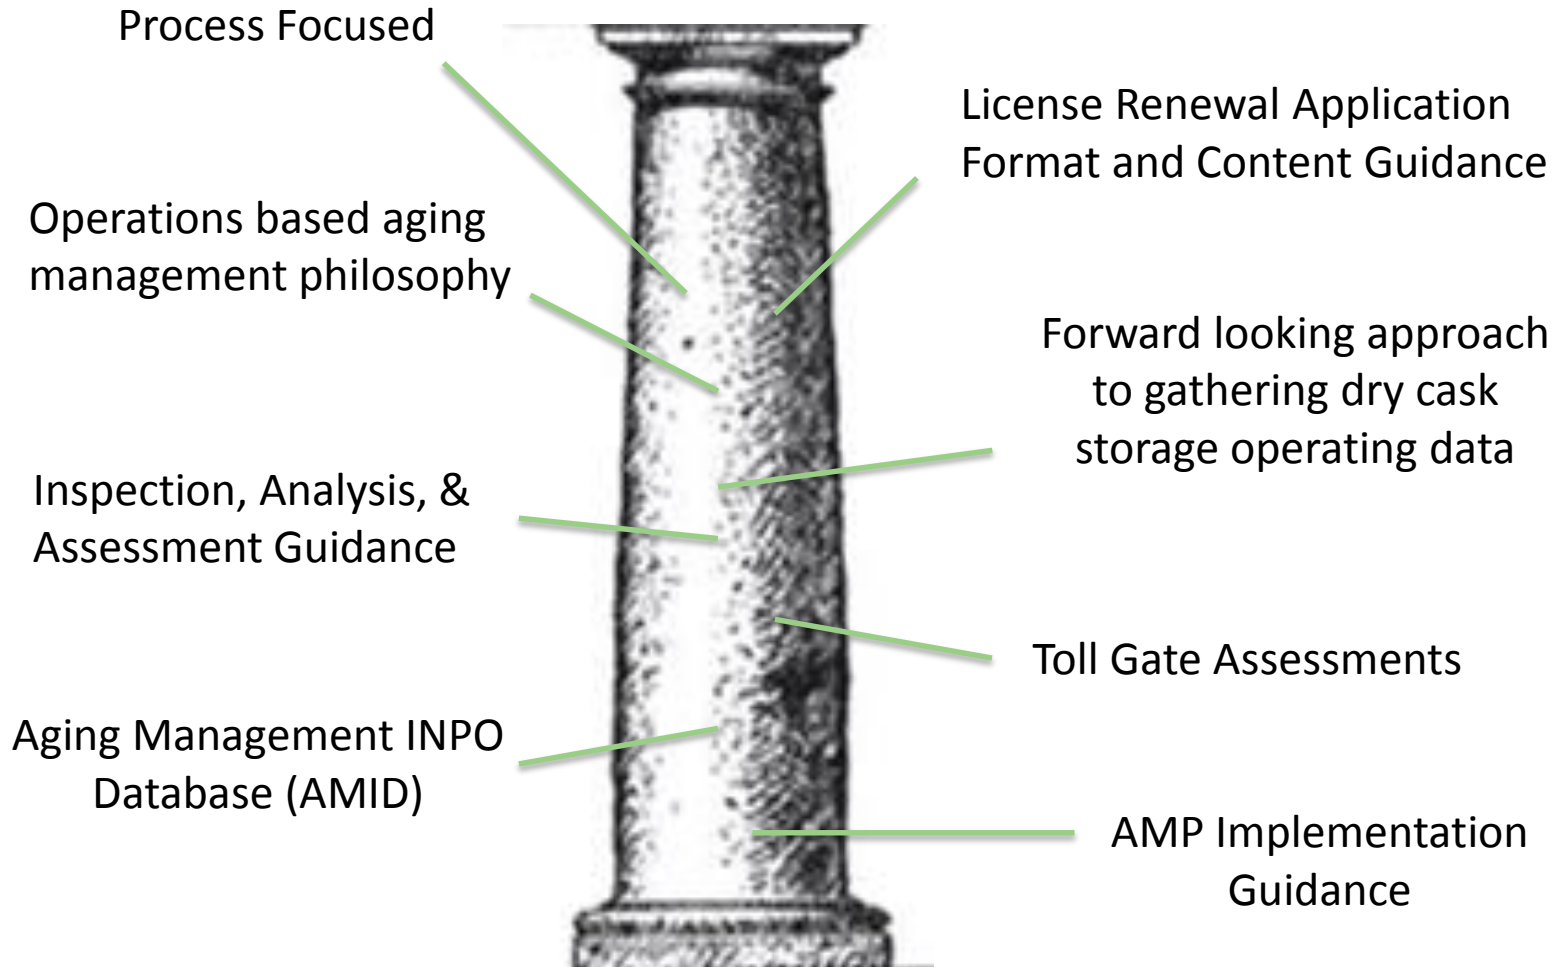 Process Focused
Operations based aging
management philosophy
Inspection, Analysis, &
Assessment Guidance
Aging Management INPO
Database (AMID)
License Renewal Application
Format and Content Guidance
Forward looking approach
to gathering dry cask
storage operating data
Toll Gate Assessments
AMP Implementation
Guidance